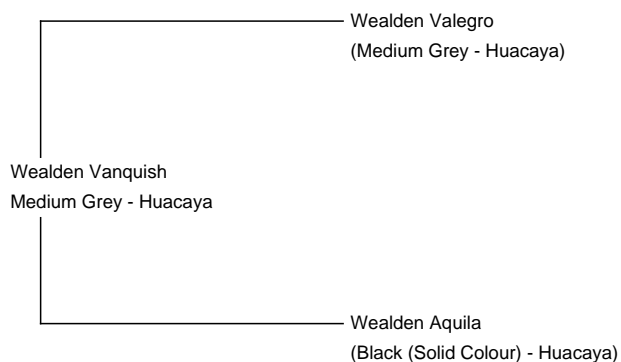 Wealden Valegro
(Medium Grey - Huacaya)
Wealden Vanquish
Medium Grey - Huacaya
Wealden Aquila
(Black (Solid Colour) - Huacaya)